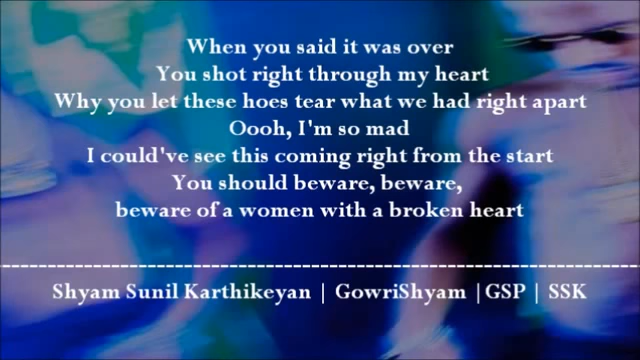 When you said it was over
You shot right through my heart
Why you let these hoes tear what we had right apart
Oooh, I'm so mad
I could've see this coming right from the start
You should beware, beware,
beware of a women with a broken heart
Shyam Sunil Karthikeyan | GowriShyam |GSP | SSK